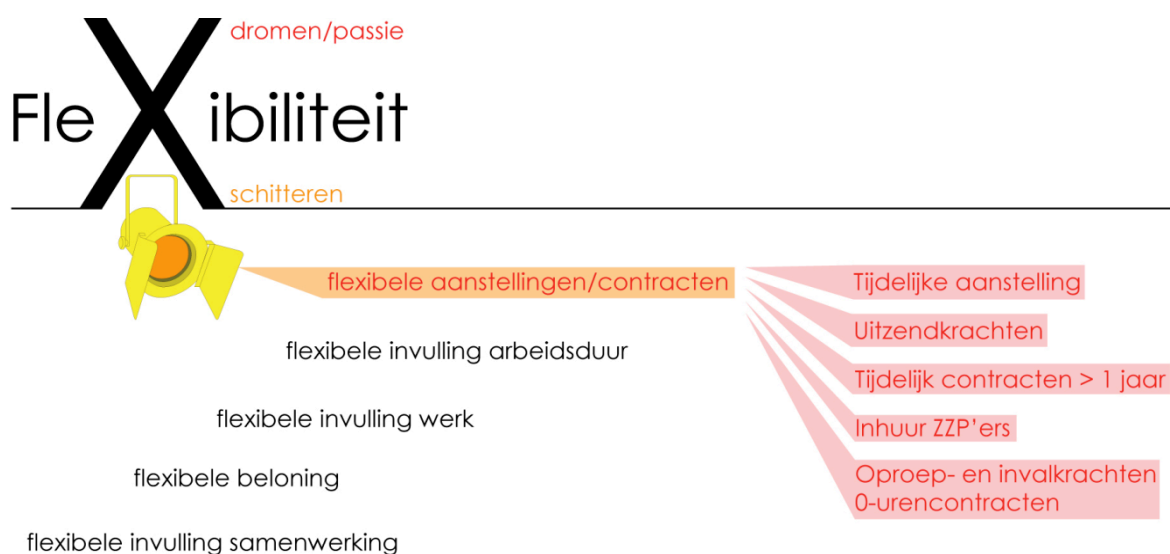 dromen/passie
FleXibiliteit
schitteren
flexibele aanstellingen/contracten
Tijdelijke aanstelling
Uitzendkrachten
Tijdelijk contracten > 1 jaar
Inhuur ZZP'ers
Oproep- en invalkrachten
0-urencontracten
flexibele invulling arbeidsduur
flexibele invulling werk
flexibele beloning
flexibele invulling samenwerking